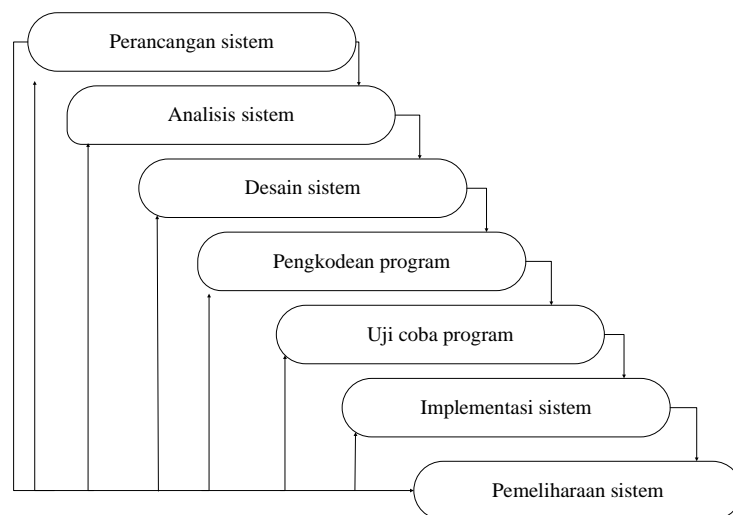 Perancangan sistem
Analisis sistem
Desain sistem
Pengkodean program
Uji coba program
Implementasi sistem
Pemeliharaan sistem